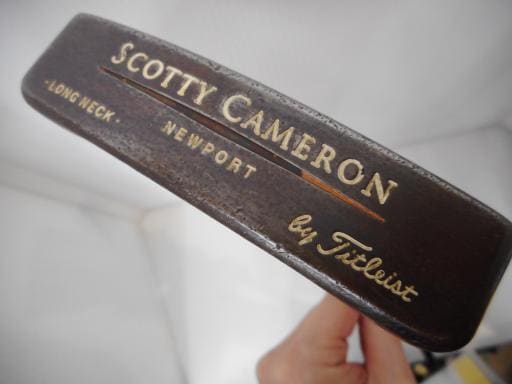 SCOTTY CAMERON
-LONG NECK-
NEWPORT
by Titleist